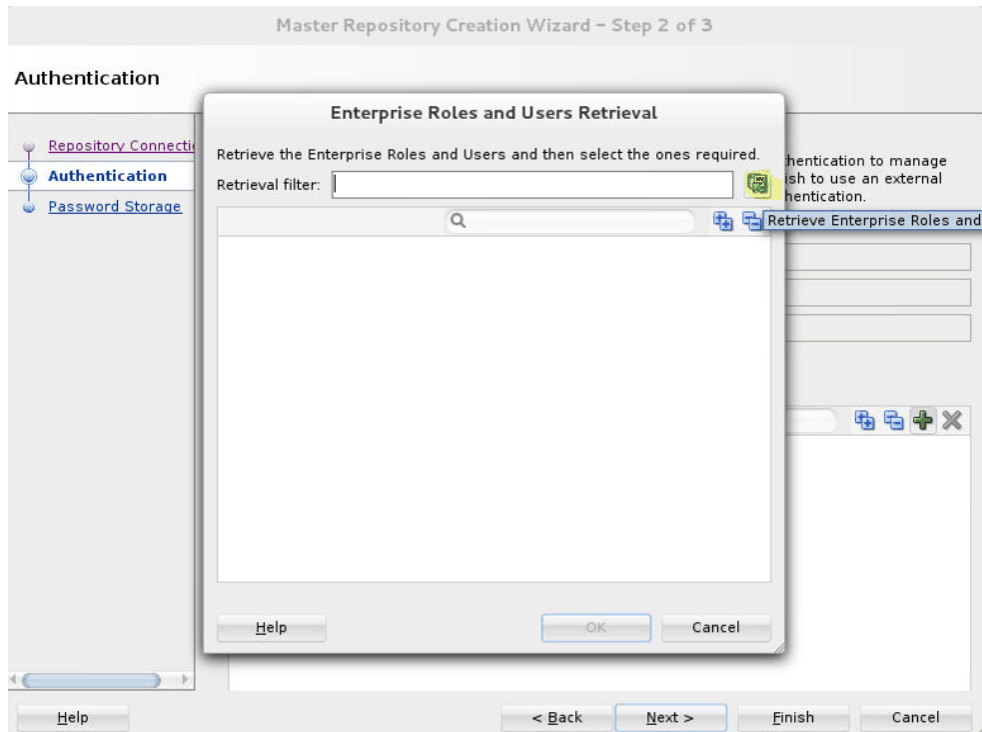 Master Repository Creation Wizard - Step 2 of 3
Authentication
Enterprise Roles and Users Retrieval
Repository Connecti
Authentication
Password Storage
Retrieve the Enterprise Roles and Users and then select the ones required.
Retrieval filter:
hentication to manage
ish to use an external
hentication.
Retrieve Enterprise Roles and
Help
OK
Cancel
Help
< Back
Next >
Finish
Cancel